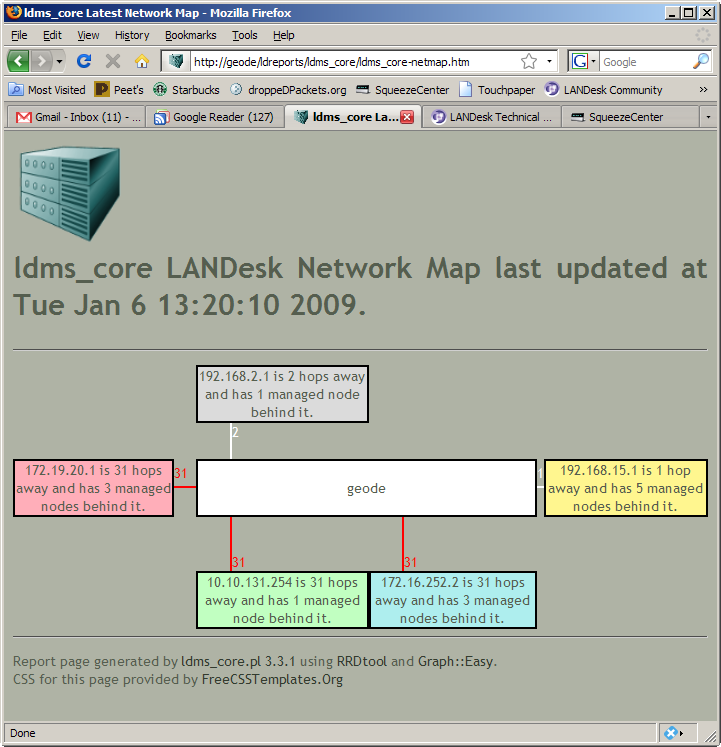 ldms_core Latest Network Map - Mozilla Firefox
File Edit View History Bookmarks Tools Help
http://geode/ldreports/ldms_core/ldms_core-netmap.htm
G Google
Most Visited Peet's Starbucks droppeDPackets.org SqueezeCenter Touchpaper LANDesk Community »
Gmail - Inbox (11) - ... Google Reader (127) ldms_core La... LANDesk Technical ... SqueezeCenter
ldms_core LANDesk Network Map last updated at
Tue Jan 6 13:20:10 2009.
192.168.2.1 is 2 hops away
and has 1 managed node
behind it.
2
172.19.20.1 is 31 hops
away and has 3 managed
nodes behind it.
31
geode
1
192.168.15.1 is 1 hop
away and has 5 managed
nodes behind it.
31
31
10.10.131.254 is 31 hops
away and has 1 managed
node behind it.
172.16.252.2 is 31 hops
away and has 3 managed
nodes behind it.
Report page generated by ldms_core.pl 3.3.1 using RRDtool and Graph::Easy.
CSS for this page provided by FreeCSSTemplates.Org
Done